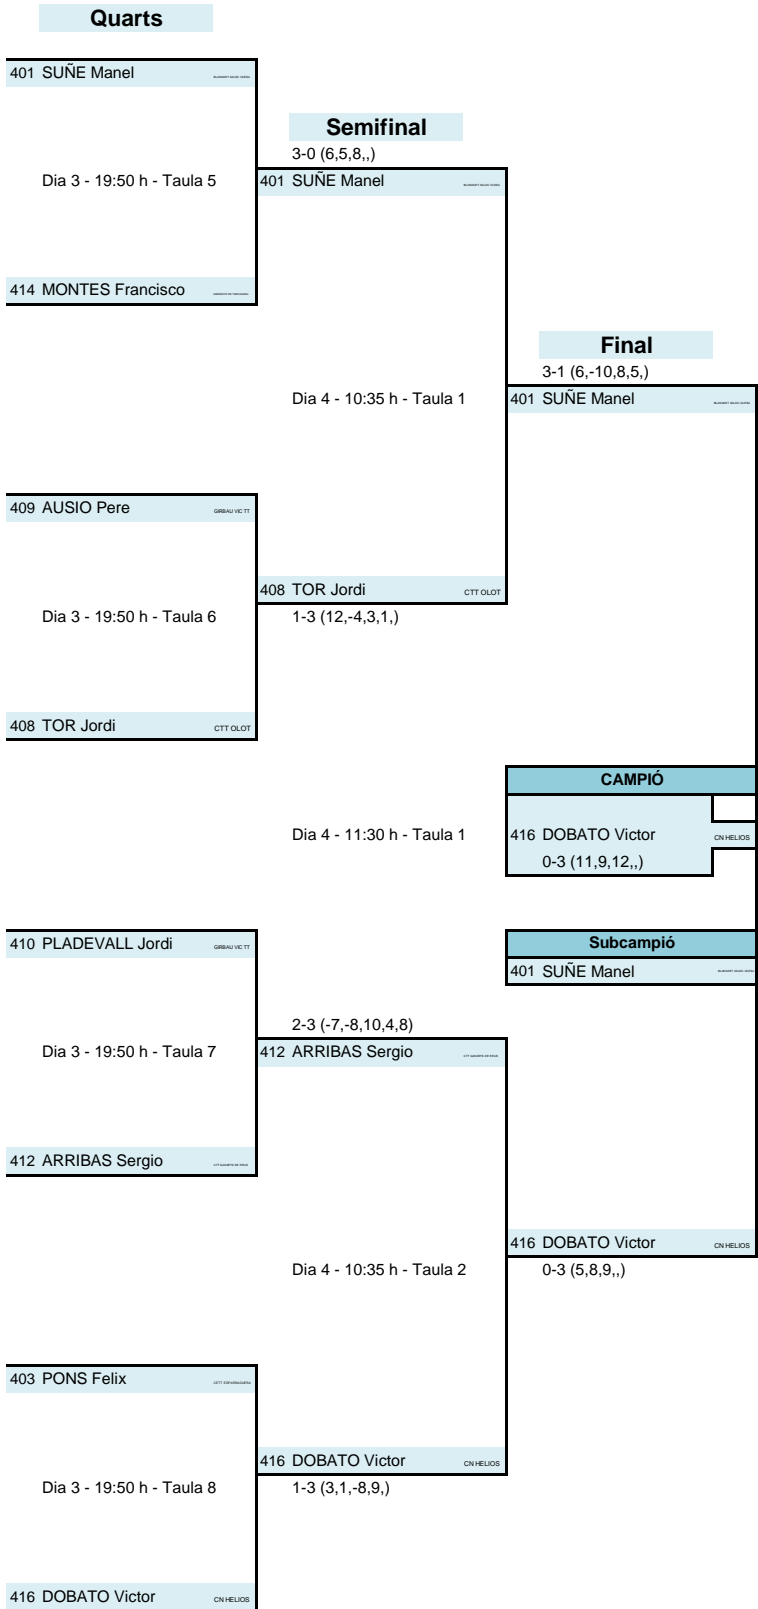 Quarts
401 SUÑE Manel
Semifinal
3-0 (6,5,8,,)
Dia 3 - 19:50 h - Taula 5
401 SUÑE Manel
414 MONTES Francisco
Final
3-1 (6,-10,8,5,)
Dia 4 - 10:35 h - Taula 1
401 SUÑE Manel
409 AUSIO Pere GIRBAU VIC TT
408 TOR Jordi CTT OLOT
Dia 3 - 19:50 h - Taula 6
1-3 (12,-4,3,1,)
408 TOR Jordi CTT OLOT
CAMPIÓ
Dia 4 - 11:30 h - Taula 1
416 DOBATO Victor CN HELIOS
0-3 (11,9,12,,)
410 PLADEVALL Jordi GIRBAU VIC TT
Subcampió
401 SUÑE Manel
2-3 (-7,-8,10,4,8)
Dia 3 - 19:50 h - Taula 7
412 ARRIBAS Sergio
412 ARRIBAS Sergio
416 DOBATO Victor CN HELIOS
Dia 4 - 10:35 h - Taula 2
0-3 (5,8,9,,)
403 PONS Felix
416 DOBATO Victor CN HELIOS
Dia 3 - 19:50 h - Taula 8
1-3 (3,1,-8,9,)
416 DOBATO Victor CN HELIOS